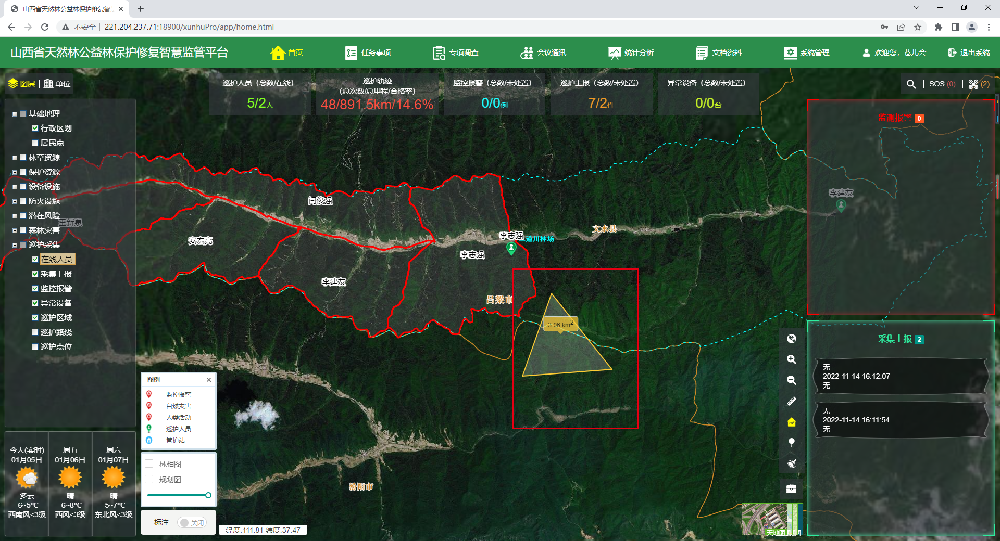 山西省天然林公益林保护修复智慧
不安全
221.204.237.71:18900/xunhuPro/app/home.html
山西省天然林公益林保护修复智慧监管平台
首页
任务事项
专项调查
会议通讯
统计分析
文档资料
系统管理
欢迎您，苍儿会
退出系统
图层 | 单位
巡护人员（总数/在线）
5/2人
巡护轨迹
（总次数/总里程/合格率）
48/891.5km/14.6%
监控报警（总数/未处置）
0/0例
巡护上报（总数/未处置）
7/2件
异常设备（总数/未处置）
0/0台
SOS (0)
(2)
基础地理
行政区划
居民点
林草资源
保护资源
设备设施
防火设施
潜在风险
森林灾害
巡护采集
在线人员
采集上报
监控报警
异常设备
巡护区域
巡护路线
巡护点位
王新泉
闫俊强
安宏亮
李志强
道川林场
李志强
李建友
文水县
吕梁市
汾阳市
李建友
3.06 km2
监测报警 0
采集上报 2
无
2022-11-14 16:12:07
无
无
2022-11-14 16:11:54
无
图例
监控报警
自然灾害
人类活动
巡护人员
管护站
林相图
规划图
标注
关闭
经度:111.81 纬度:37.47
今天(实时)
01月05日
多云
-6~5ºC
西南风<3级
周五
01月06日
晴
-6~8ºC
西风<3级
周六
01月07日
晴
-5~7ºC
东北风<3级
天地图